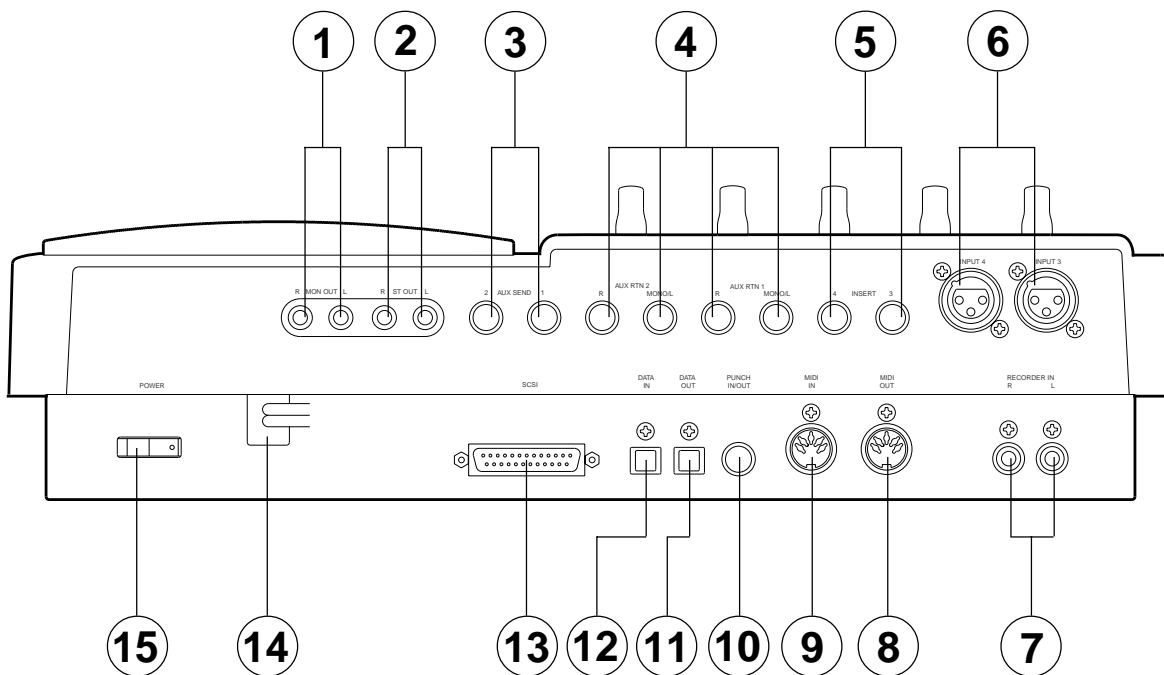 1 2 3 4 5 6
INPUT 4 INPUT 3
AUX RTN 2 AUX RTN 1
R MON OUT L R ST OUT L 2 AUX SEND 1 R MONO/L R MONO/L 4 INSERT 3
POWER SCSI DATA IN DATA OUT PUNCH IN/OUT MIDI IN MIDI OUT RECORDER IN
R L
15 14 13 12 11 10 9 8 7